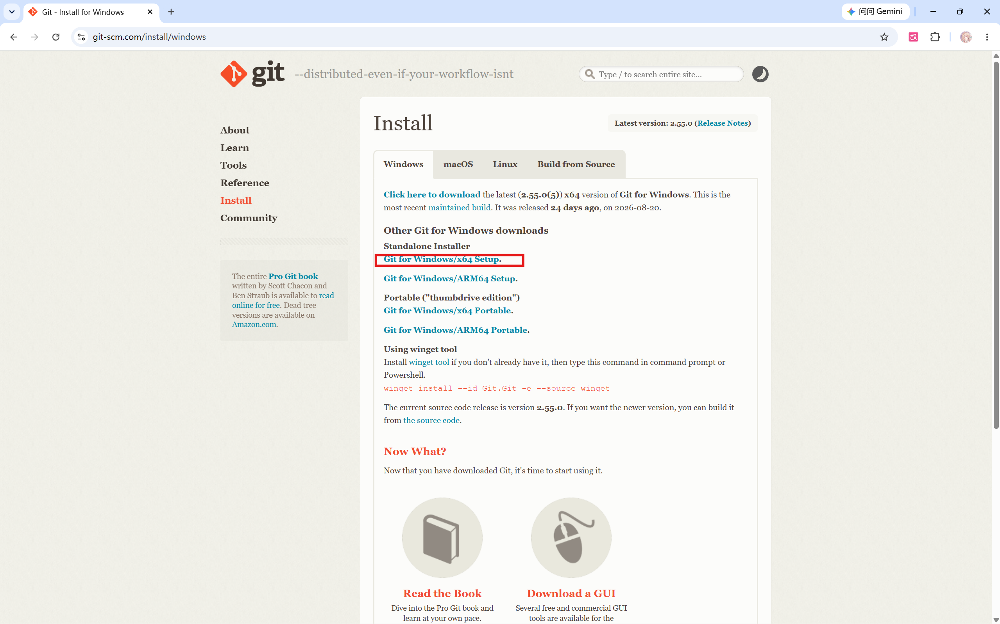 Git - Install for Windows
问问 Gemini
git-scm.com/install/windows
git --distributed-even-if-your-workflow-isnt
Type / to search entire site...
About
Learn
Tools
Reference
Install
Community
The entire Pro Git book
written by Scott Chacon and
Ben Straub is available to read
online for free. Dead tree
versions are available on
Amazon.com.
Install
Latest version: 2.55.0 (Release Notes)
Windows macOS Linux Build from Source
Click here to download the latest (2.55.0(5)) x64 version of Git for Windows. This is the
most recent maintained build. It was released 24 days ago, on 2026-08-20.
Other Git for Windows downloads
Standalone Installer
Git for Windows/x64 Setup.
Git for Windows/ARM64 Setup.
Portable ("thumbdrive edition")
Git for Windows/x64 Portable.
Git for Windows/ARM64 Portable.
Using winget tool
Install winget tool if you don't already have it, then type this command in command prompt or
Powershell.
winget install --id Git.Git -e --source winget
The current source code release is version 2.55.0. If you want the newer version, you can build it
from the source code.
Now What?
Now that you have downloaded Git, it's time to start using it.
Read the Book
Dive into the Pro Git book and
learn at your own pace.
Download a GUI
Several free and commercial GUI
tools are available for the